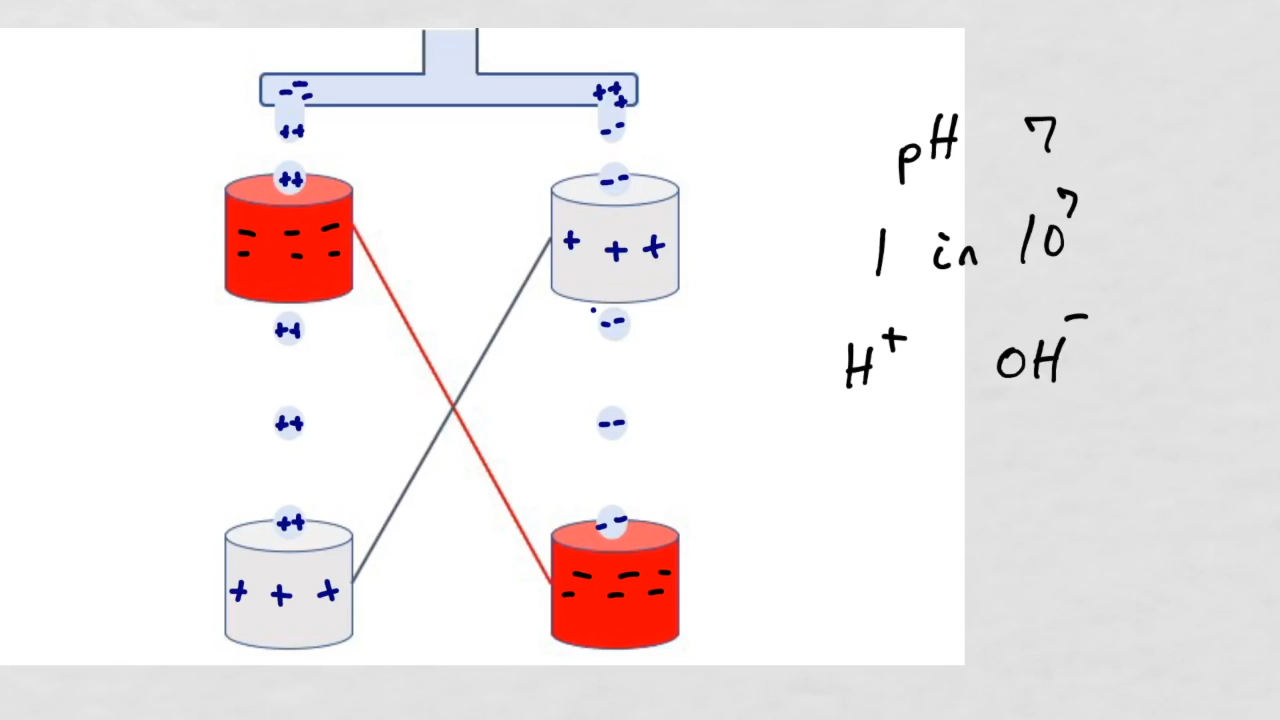 pH 7
1 in 10⁷
H⁺ OH⁻